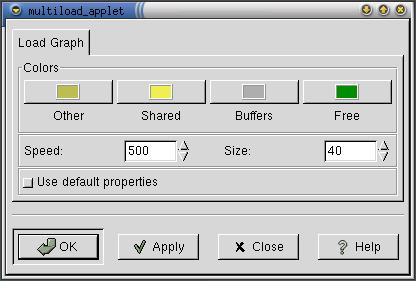 multiload_applet
Load Graph
Colors
Other Shared Buffers Free
Speed: 500 Size: 40
Use default properties
OK Apply Close Help